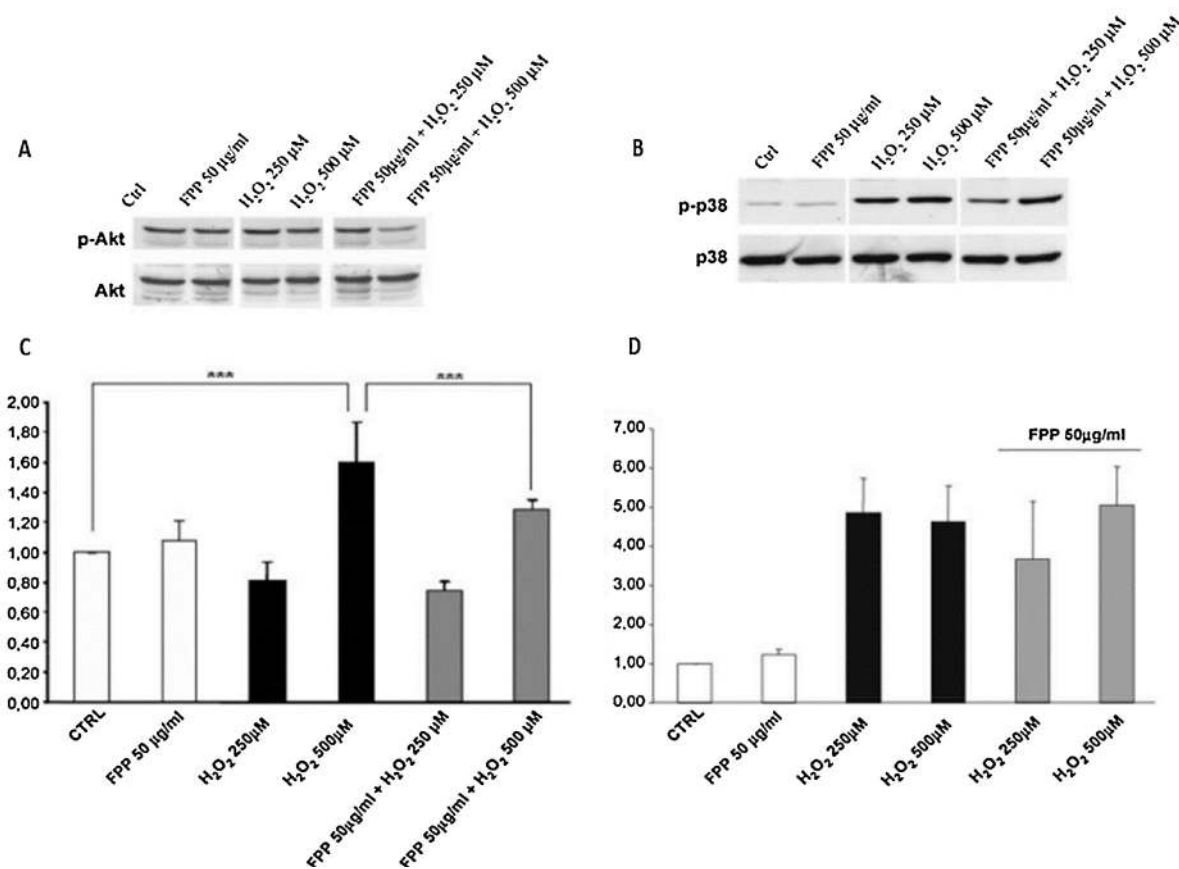 A
Ctrl
FPP 50 µg/ml
H₂O₂ 250 µM
H₂O₂ 500 µM
FPP 50µg/ml + H₂O₂ 250 µM
FPP 50µg/ml + H₂O₂ 500 µM
p-Akt
Akt
B
Ctrl
FPP 50 µg/ml
H₂O₂ 250 µM
H₂O₂ 500 µM
FPP 50µg/ml + H₂O₂ 250 µM
FPP 50µg/ml + H₂O₂ 500 µM
p-p38
p38
C
*** ***
2,00
1,80
1,60
1,40
1,20
1,00
0,80
0,60
0,40
0,20
0,00
CTRL
FPP 50 µg/ml
H₂O₂ 250µM
H₂O₂ 500µM
FPP 50µg/ml + H₂O₂ 250 µM
FPP 50µg/ml + H₂O₂ 500 µM
D
FPP 50µg/ml
7,00
6,00
5,00
4,00
3,00
2,00
1,00
0,00
CTRL
FPP 50 µg/ml
H₂O₂ 250µM
H₂O₂ 500µM
H₂O₂ 250µM
H₂O₂ 500µM